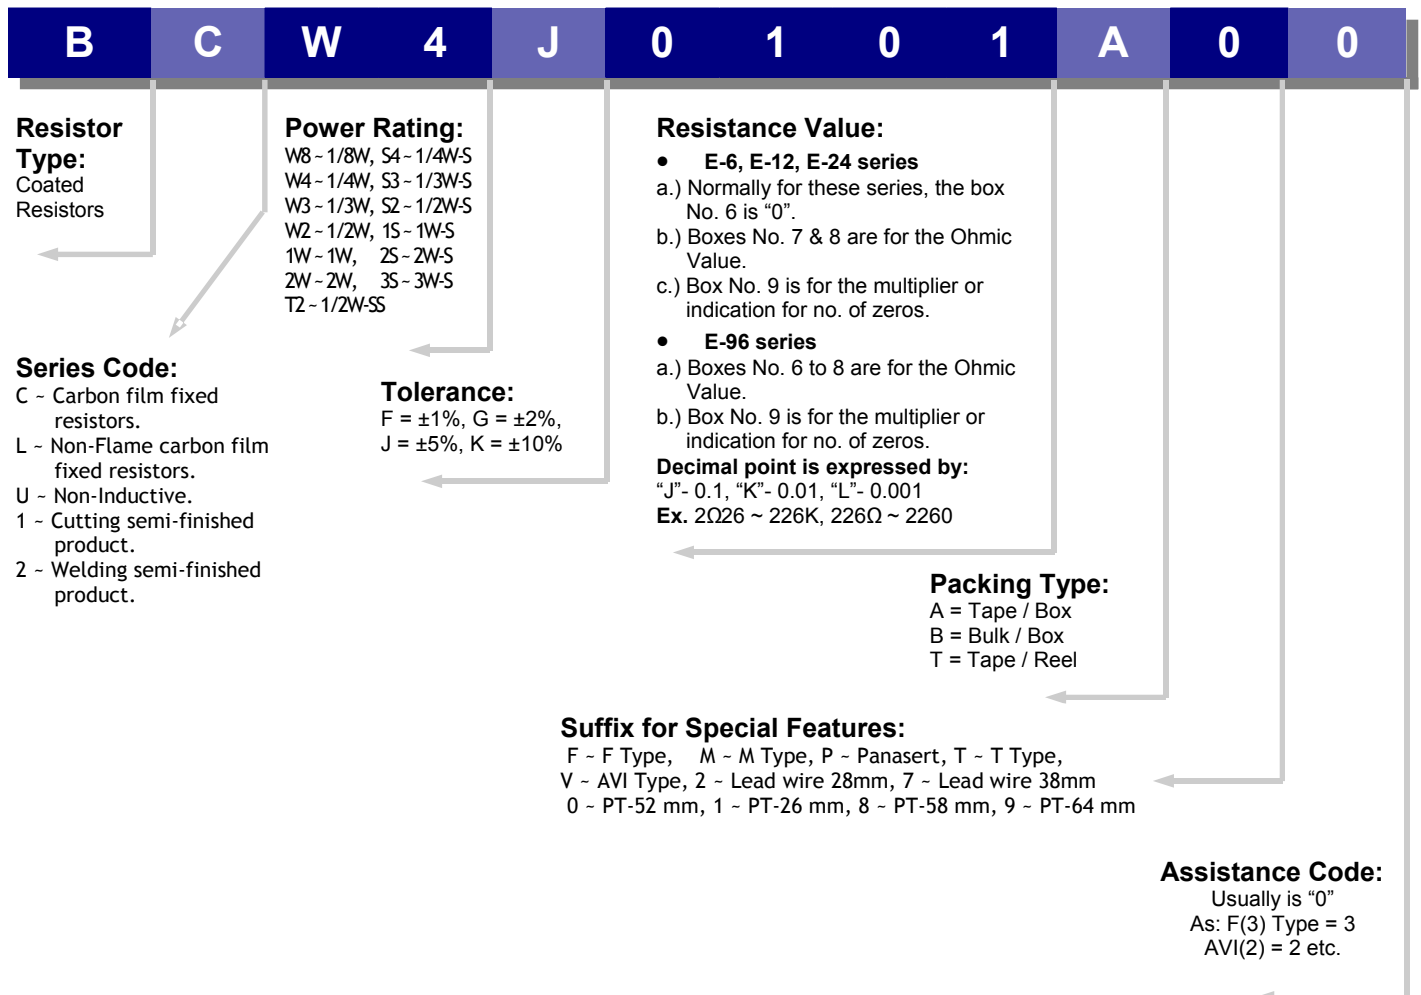 B C W 4 J 0 1 0 1 A 0 0
Resistor
Type:
Coated
Resistors
Power Rating:
W8 ~ 1/8W, S4 ~ 1/4W-S
W4 ~ 1/4W, S3 ~ 1/3W-S
W3 ~ 1/3W, S2 ~ 1/2W-S
W2 ~ 1/2W, 1S ~ 1W-S
1W ~ 1W, 2S ~ 2W-S
2W ~ 2W, 3S ~ 3W-S
T2 ~ 1/2W-SS
Resistance Value:
• E-6, E-12, E-24 series
a.) Normally for these series, the box
No. 6 is “0”.
b.) Boxes No. 7 & 8 are for the Ohmic
Value.
c.) Box No. 9 is for the multiplier or
indication for no. of zeros.
• E-96 series
a.) Boxes No. 6 to 8 are for the Ohmic
Value.
b.) Box No. 9 is for the multiplier or
indication for no. of zeros.
Decimal point is expressed by:
“J”- 0.1, “K”- 0.01, “L”- 0.001
Ex. 2Ω26 ~ 226K, 226Ω ~ 2260
Series Code:
C ~ Carbon film fixed
resistors.
L ~ Non-Flame carbon film
fixed resistors.
U ~ Non-Inductive.
1 ~ Cutting semi-finished
product.
2 ~ Welding semi-finished
product.
Tolerance:
F = ±1%, G = ±2%,
J = ±5%, K = ±10%
Packing Type:
A = Tape / Box
B = Bulk / Box
T = Tape / Reel
Suffix for Special Features:
F ~ F Type, M ~ M Type, P ~ Panasert, T ~ T Type,
V ~ AVI Type, 2 ~ Lead wire 28mm, 7 ~ Lead wire 38mm
0 ~ PT-52 mm, 1 ~ PT-26 mm, 8 ~ PT-58 mm, 9 ~ PT-64 mm
Assistance Code:
Usually is “0”
As: F(3) Type = 3
AVI(2) = 2 etc.